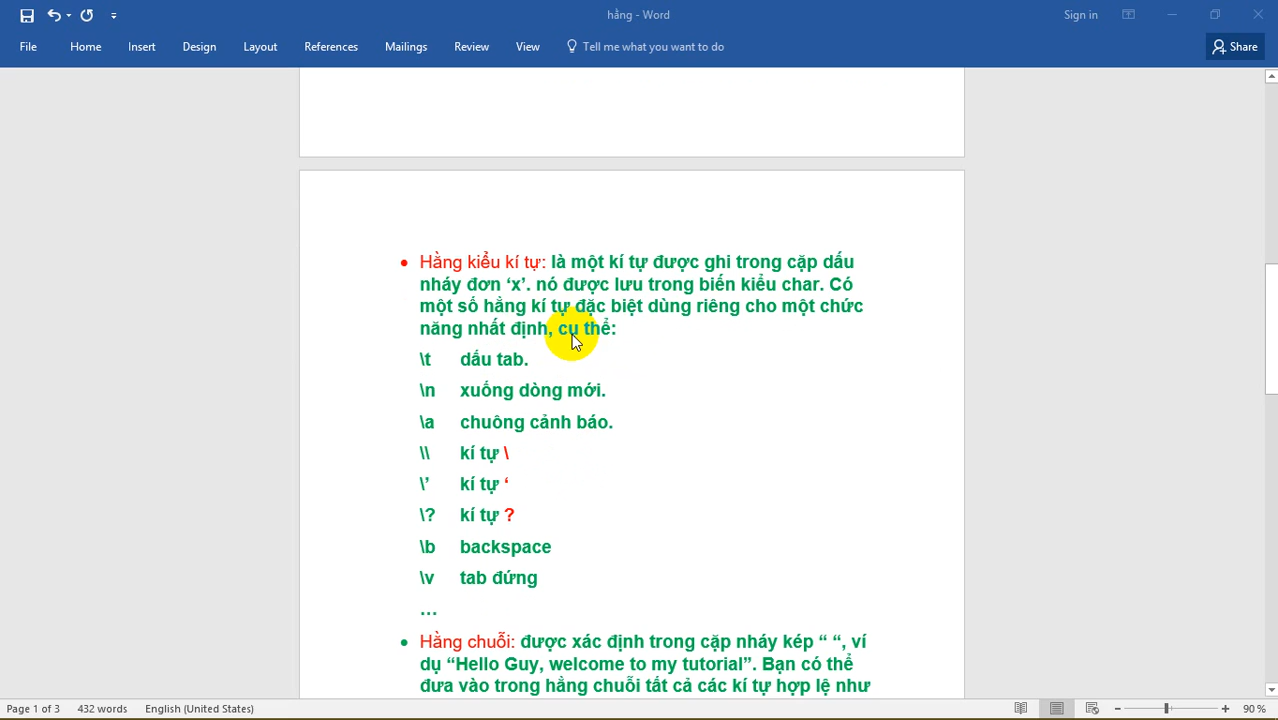 hằng - Word
Sign in
File Home Insert Design Layout References Mailings Review View Tell me what you want to do Share
Hằng kiểu kí tự: là một kí tự được ghi trong cặp dấu
nháy đơn ‘x’. nó được lưu trong biến kiểu char. Có
một số hằng kí tự đặc biệt dùng riêng cho một chức
năng nhất định, cụ thể:
\t dấu tab.
\n xuống dòng mới.
\a chuông cảnh báo.
\\ kí tự \
\’ kí tự ‘
\? kí tự ?
\b backspace
\v tab đứng
…
Hằng chuỗi: được xác định trong cặp nháy kép “ “, ví
dụ “Hello Guy, welcome to my tutorial”. Bạn có thể
đưa vào trong hằng chuỗi tất cả các kí tự hợp lệ như
Page 1 of 3 432 words English (United States) 90%